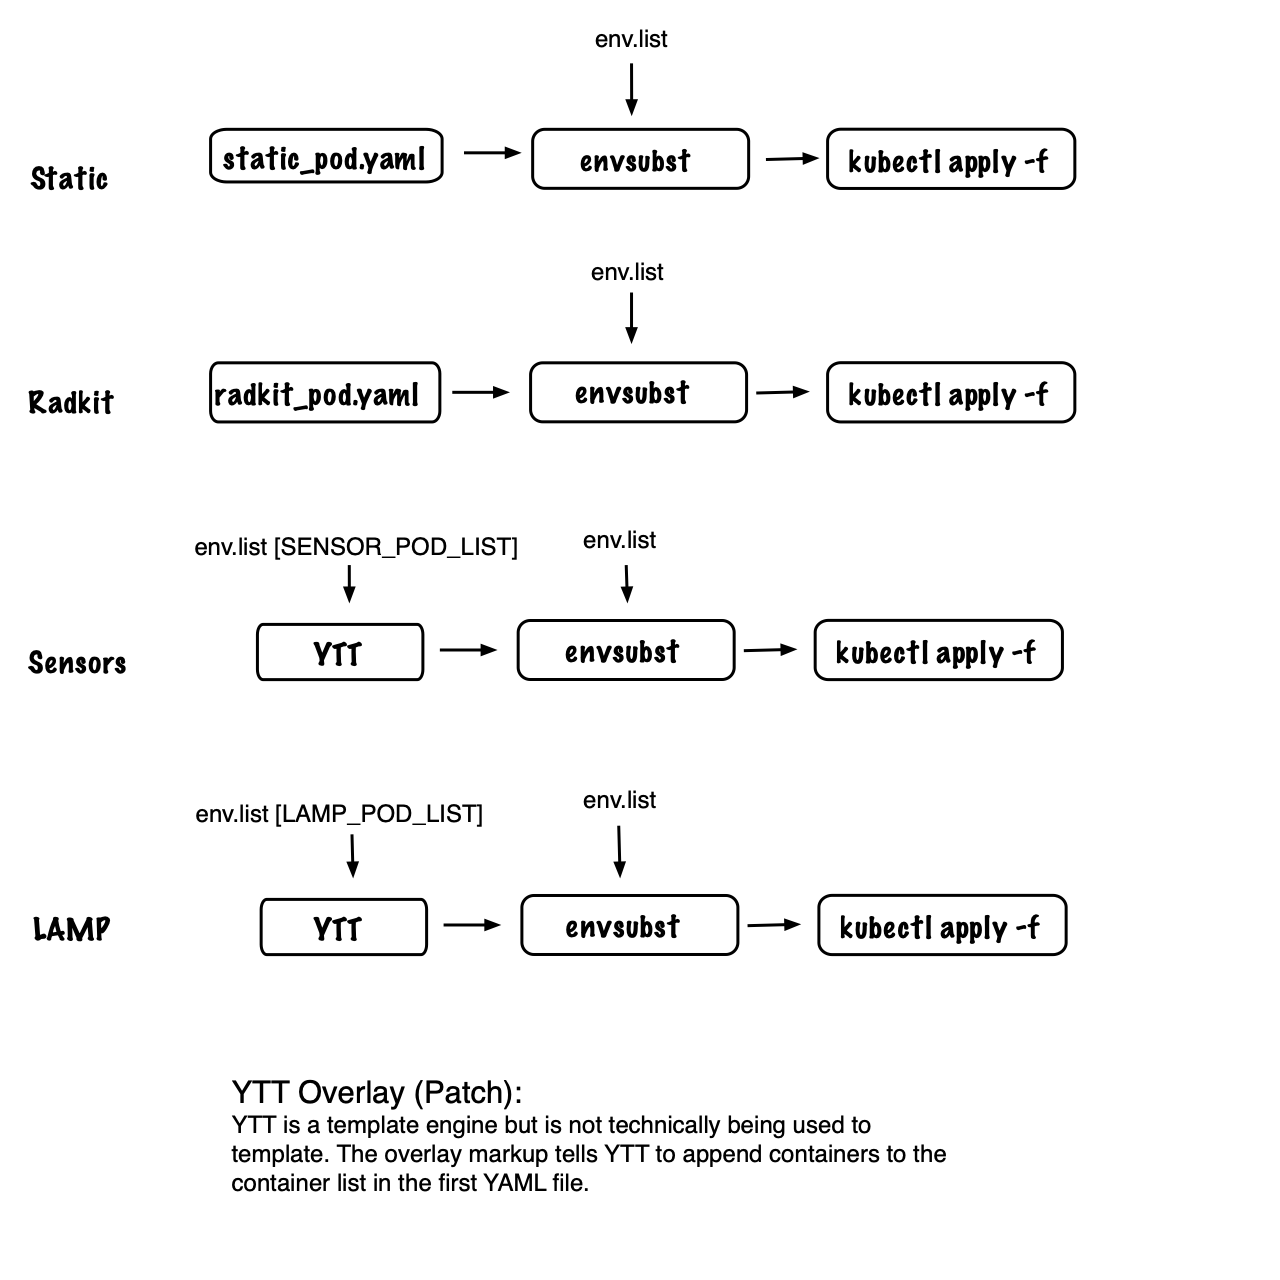 env.list
Static
static_pod.yaml
envsubst
kubectl apply -f
env.list
Radkit
radkit_pod.yaml
envsubst
kubectl apply -f
env.list [SENSOR_POD_LIST]
env.list
Sensors
YTT
envsubst
kubectl apply -f
env.list [LAMP_POD_LIST]
env.list
LAMP
YTT
envsubst
kubectl apply -f
YTT Overlay (Patch):
YTT is a template engine but is not technically being used to
template. The overlay markup tells YTT to append containers to the
container list in the first YAML file.